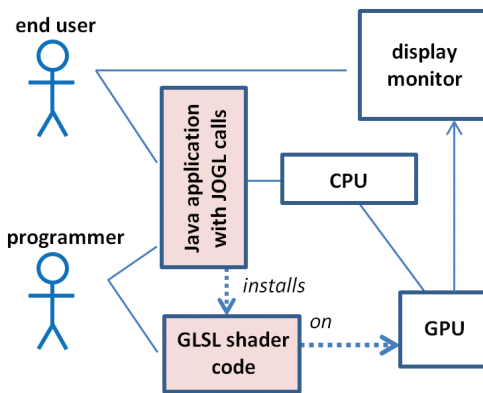 end user
display
monitor
Java application
with JOGL calls
CPU
programmer
installs
on
GLSL shader
code
GPU